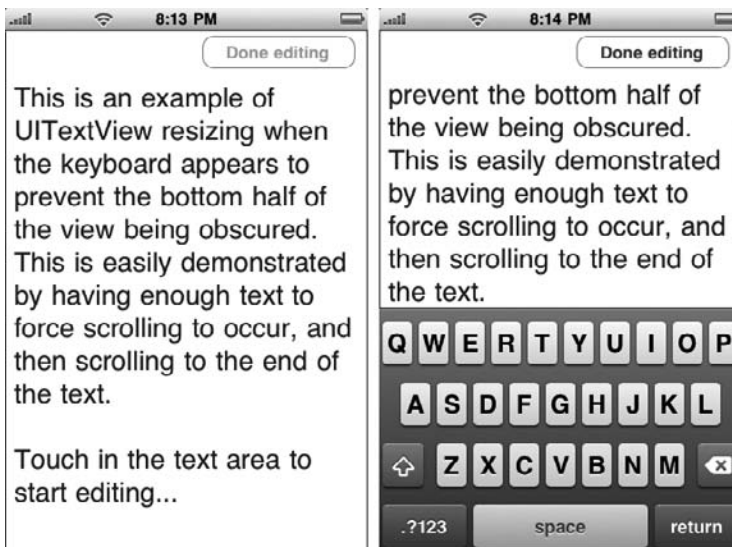 8:13 PM
Done editing
This is an example of
UITextView resizing when
the keyboard appears to
prevent the bottom half of
the view being obscured.
This is easily demonstrated
by having enough text to
force scrolling to occur, and
then scrolling to the end of
the text.
Touch in the text area to
start editing...
8:14 PM
Done editing
prevent the bottom half of
the view being obscured.
This is easily demonstrated
by having enough text to
force scrolling to occur, and
then scrolling to the end of
the text.
Q W E R T Y U I O P
A S D F G H J K L
Z X C V B N M
.?123 space return